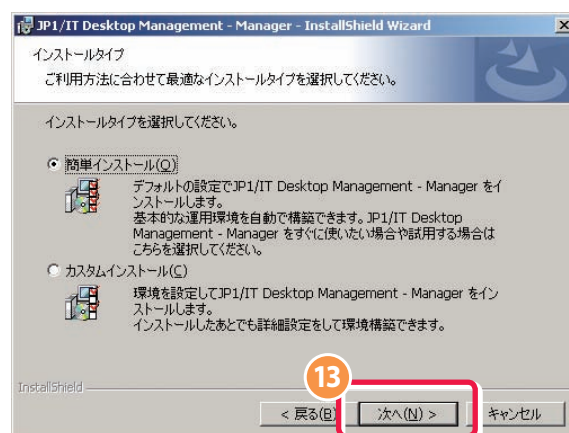 JP1/IT Desktop Management - Manager - InstallShield Wizard
インストールタイプ
ご利用方法に合わせて最適なインストールタイプを選択してください。
インストールタイプを選択してください。
簡単インストール(Q)
デフォルトの設定でJP1/IT Desktop Management - Manager をイ
ンストールします。
基本的な運用環境を自動で構築できます。JP1/IT Desktop
Management - Manager をすぐに使いたい場合や試用する場合は
こちらを選択してください。
カスタムインストール(C)
環境を設定してJP1/IT Desktop Management - Manager をイン
ストールします。
インストールしたあとでも詳細設定をして環境構築できます。
13
InstallShield
< 戻る(B)
次へ(N) >
キャンセル